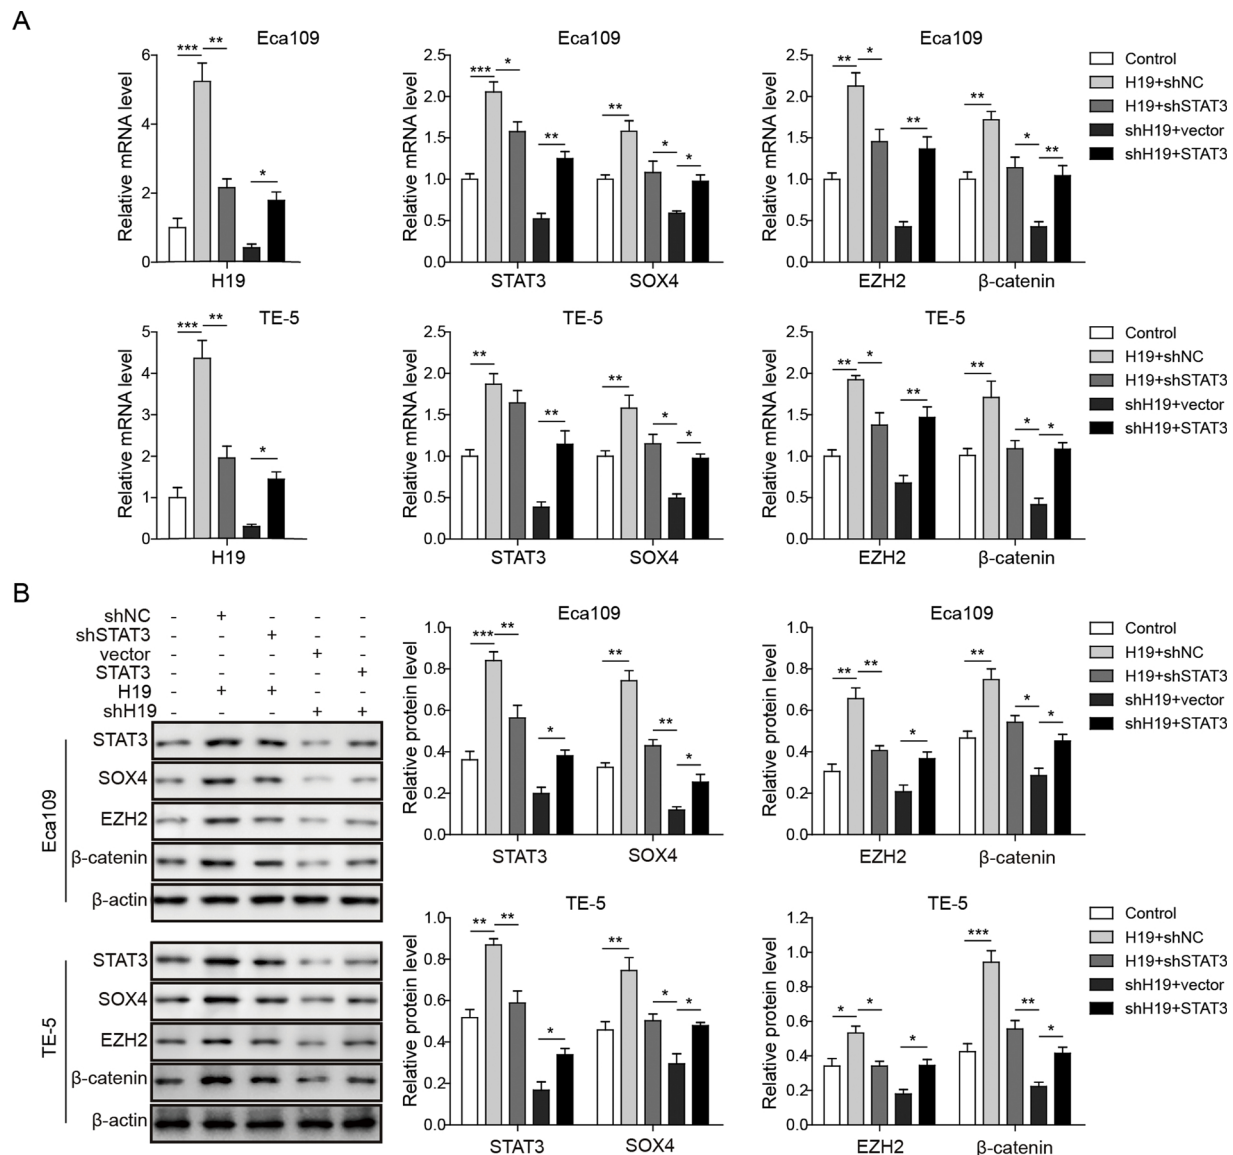 A
Eca109
*** **
*
Relative mRNA level
6
4
2
0
H19
Eca109
*** *
**
**
*
*
Relative mRNA level
2.5
2.0
1.5
1.0
0.5
0.0
STAT3 SOX4
Eca109
** *
**
**
*
**
Relative mRNA level
2.5
2.0
1.5
1.0
0.5
0.0
EZH2 β-catenin
Control
H19+shNC
H19+shSTAT3
shH19+vector
shH19+STAT3
TE-5
*** **
*
Relative mRNA level
5
4
3
2
1
0
H19
TE-5
**
**
**
*
*
Relative mRNA level
2.5
2.0
1.5
1.0
0.5
0.0
STAT3 SOX4
TE-5
** *
**
**
*
*
Relative mRNA level
2.5
2.0
1.5
1.0
0.5
0.0
EZH2 β-catenin
Control
H19+shNC
H19+shSTAT3
shH19+vector
shH19+STAT3
B
shNC - + - - -
shSTAT3 - - + - -
vector - - - + -
STAT3 - - - - +
H19 - + + - -
shH19 - - - + +
Eca109
STAT3
SOX4
EZH2
β-catenin
β-actin
TE-5
STAT3
SOX4
EZH2
β-catenin
β-actin
Eca109
*** **
*
**
**
*
Relative protein level
1.0
0.8
0.6
0.4
0.2
0.0
STAT3 SOX4
Eca109
** **
*
**
*
*
Relative protein level
1.0
0.8
0.6
0.4
0.2
0.0
EZH2 β-catenin
Control
H19+shNC
H19+shSTAT3
shH19+vector
shH19+STAT3
TE-5
** **
*
**
*
*
Relative protein level
1.0
0.8
0.6
0.4
0.2
0.0
STAT3 SOX4
TE-5
* *
*
***
**
*
Relative protein level
1.2
1.0
0.8
0.6
0.4
0.2
0.0
EZH2 β-catenin
Control
H19+shNC
H19+shSTAT3
shH19+vector
shH19+STAT3